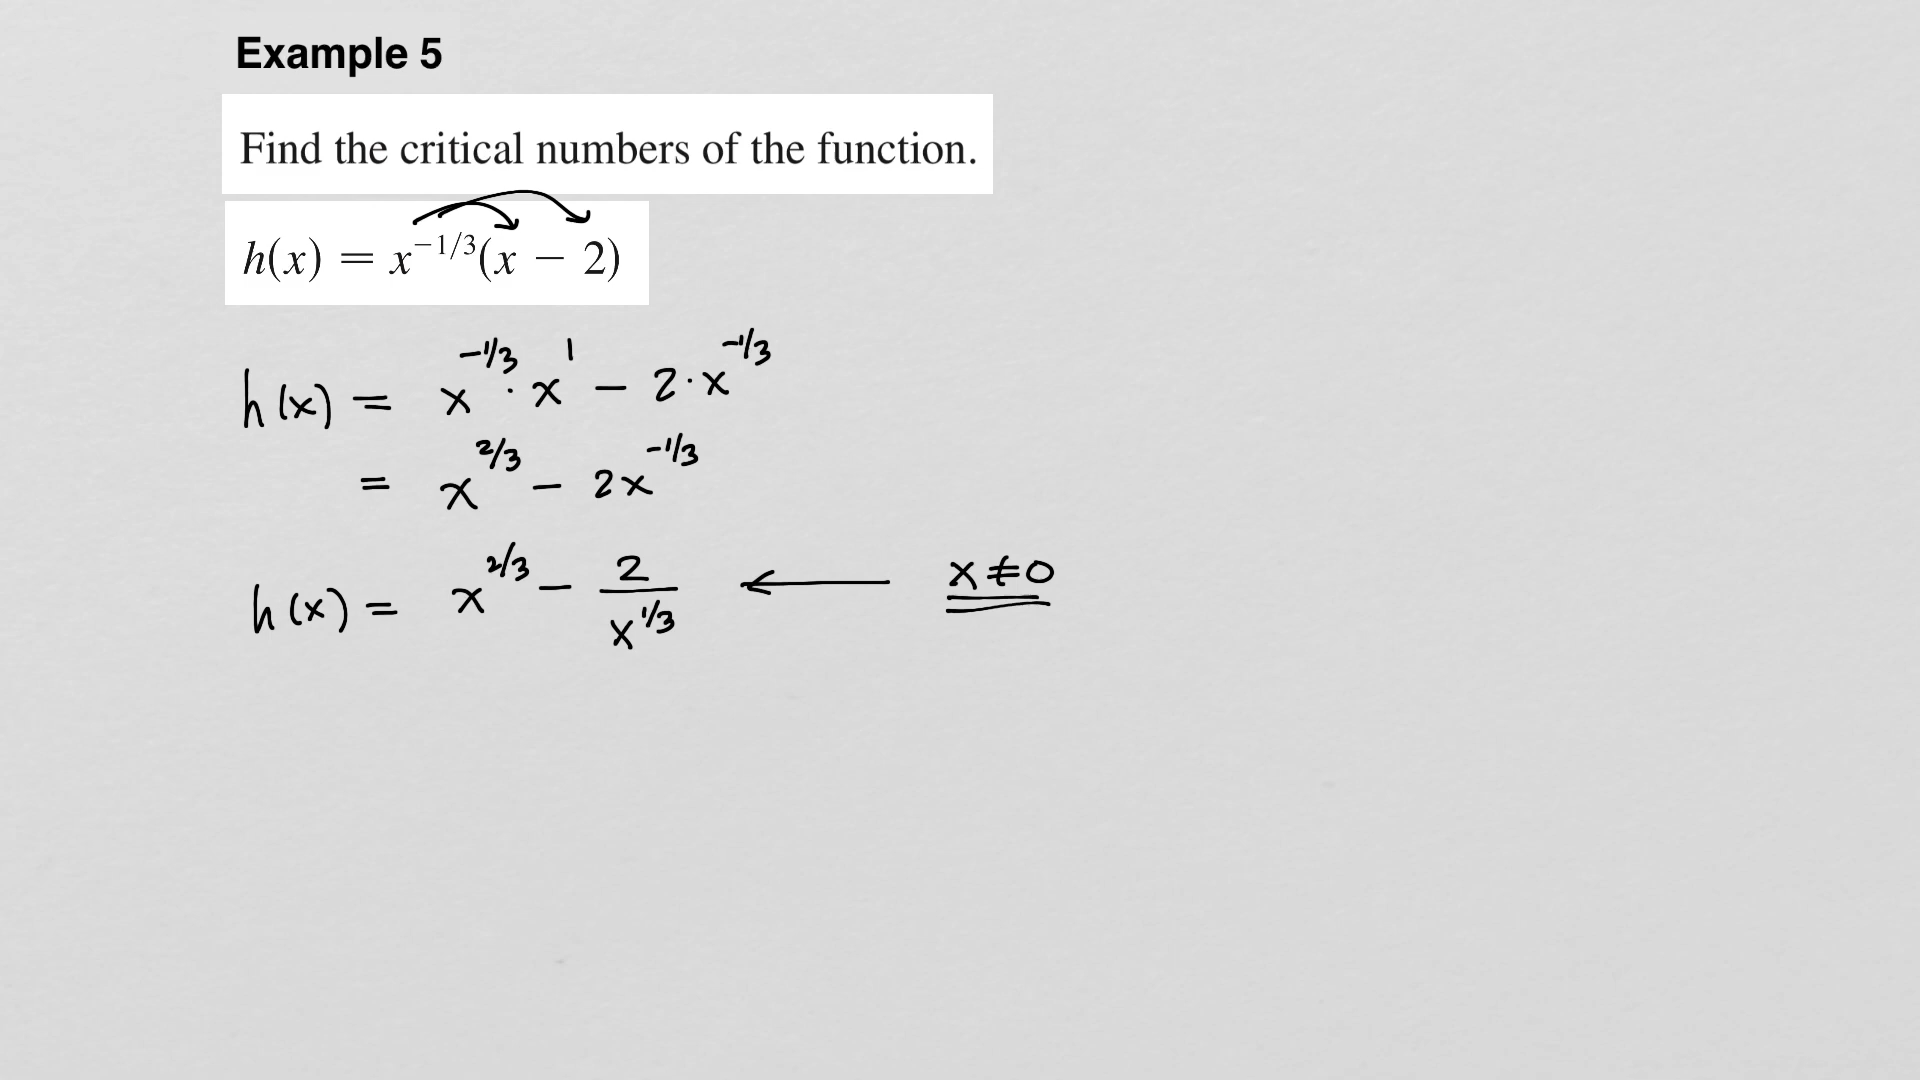 Example 5
Find the critical numbers of the function.
h(x) = x^{-1/3}(x − 2)
h(x) = x^{-1/3} · x^{1} − 2 · x^{-1/3}
= x^{2/3} − 2x^{-1/3}
h(x) = x^{2/3} − \frac{2}{x^{1/3}} ← x ≠ 0